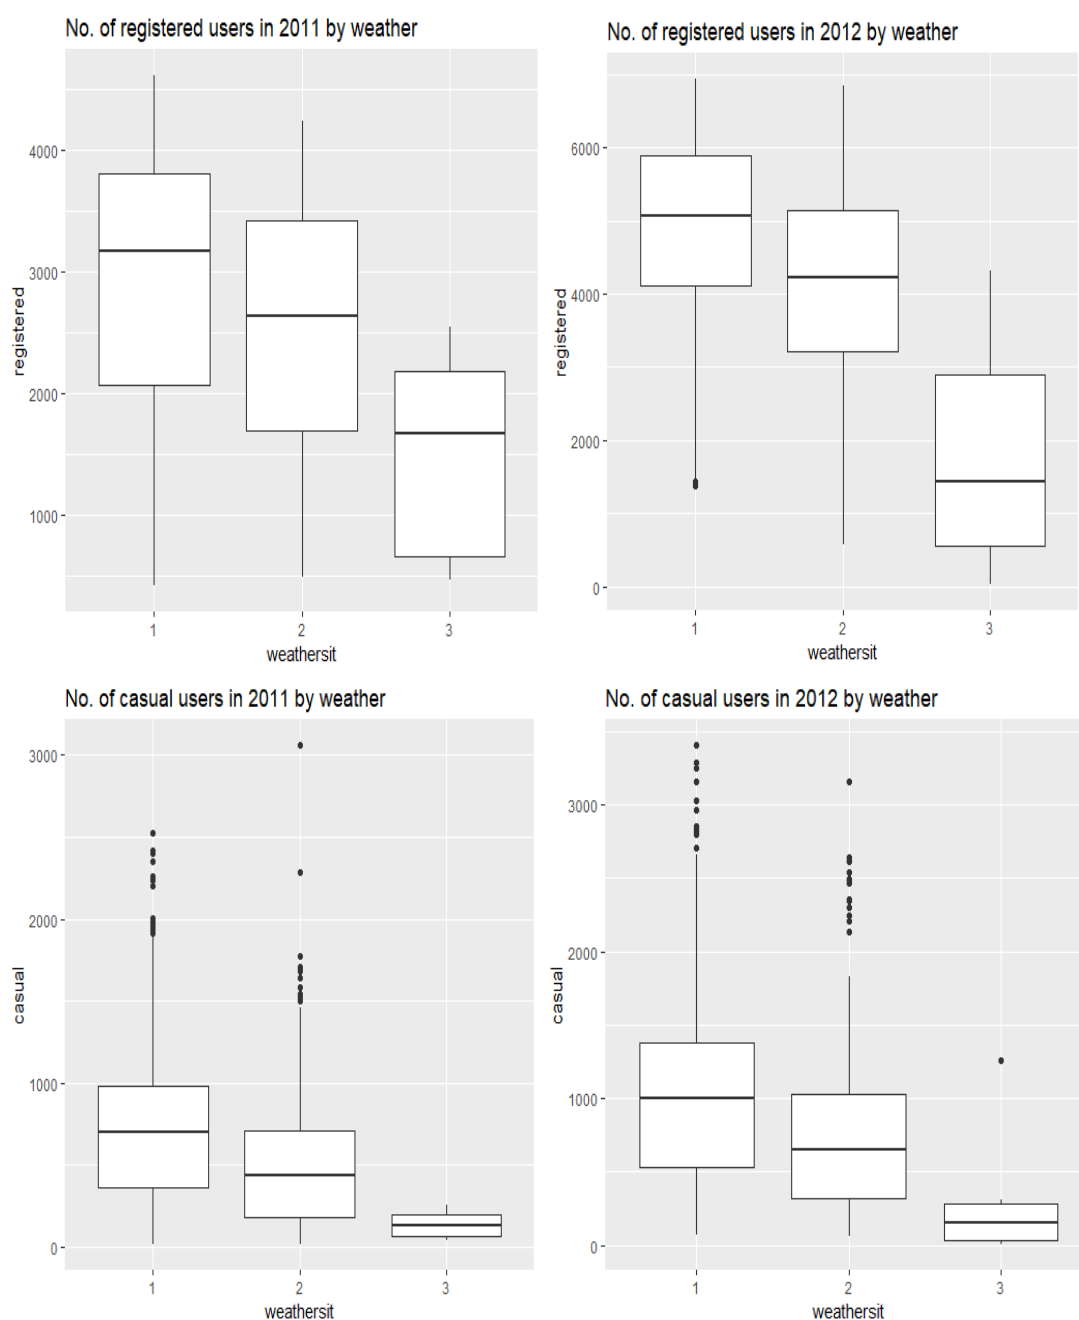 No. of registered users in 2011 by weather
4000
3000
2000
1000
registered
1
2
3
weathersit
No. of registered users in 2012 by weather
6000
4000
2000
0
registered
1
2
3
weathersit
No. of casual users in 2011 by weather
3000
2000
1000
0
casual
1
2
3
weathersit
No. of casual users in 2012 by weather
3000
2000
1000
0
casual
1
2
3
weathersit